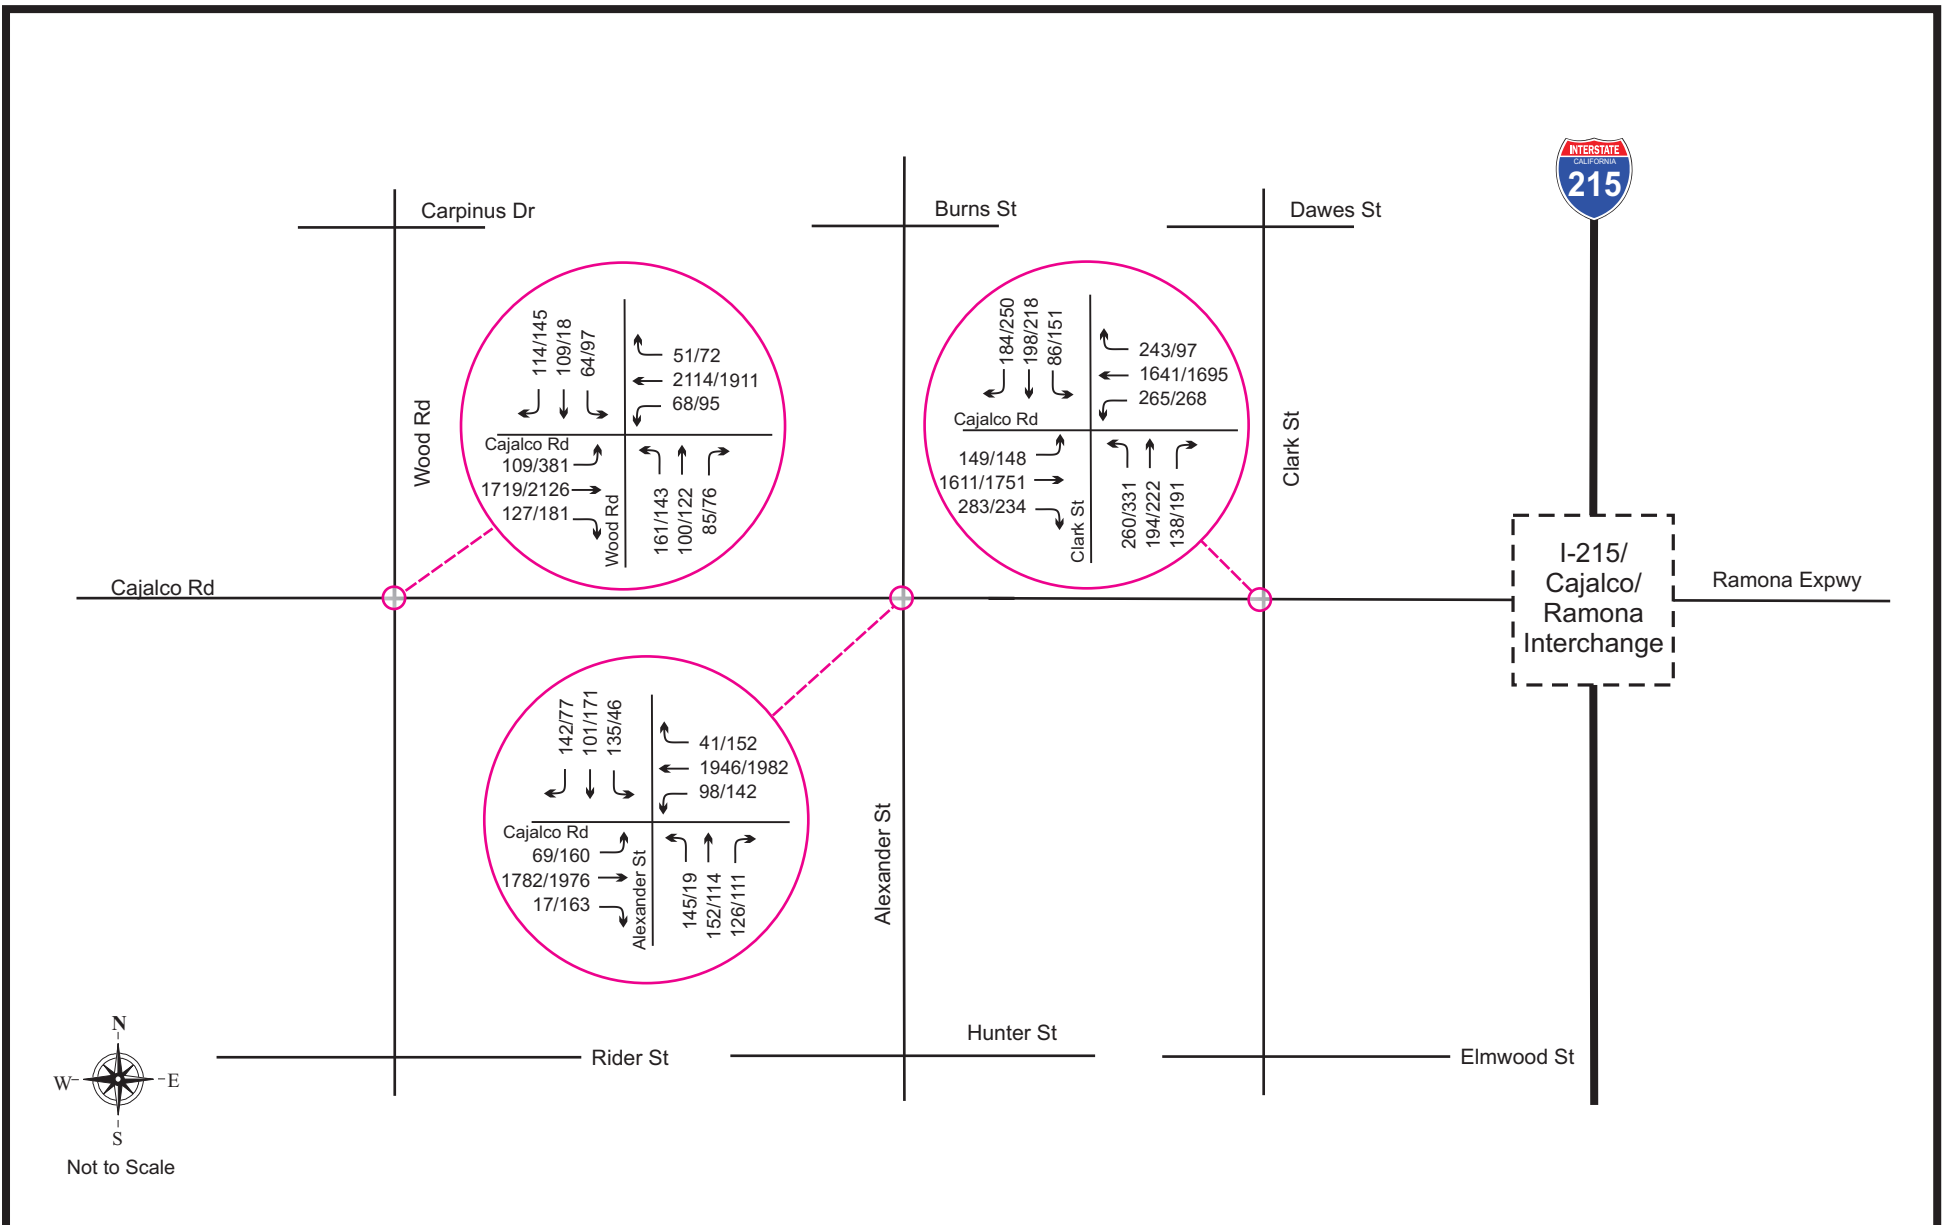 INTERSTATE
CALIFORNIA
215
Carpinus Dr
Burns St
Dawes St
114/145
109/18
64/97
51/72
2114/1911
68/95
Cajalco Rd
109/381
1719/2126
127/181
Wood Rd
161/143
100/122
85/76
184/250
198/218
86/151
243/97
1641/1695
265/268
Cajalco Rd
149/148
1611/1751
283/234
Clark St
260/331
194/222
138/191
Wood Rd
Clark St
Cajalco Rd
I-215/
Cajalco/
Ramona
Interchange
Ramona Expwy
142/77
101/171
135/46
41/152
1946/1982
98/142
Cajalco Rd
69/160
1782/1976
17/163
Alexander St
145/19
152/114
126/111
Alexander St
Rider St
Hunter St
Elmwood St
N
W
E
S
Not to Scale